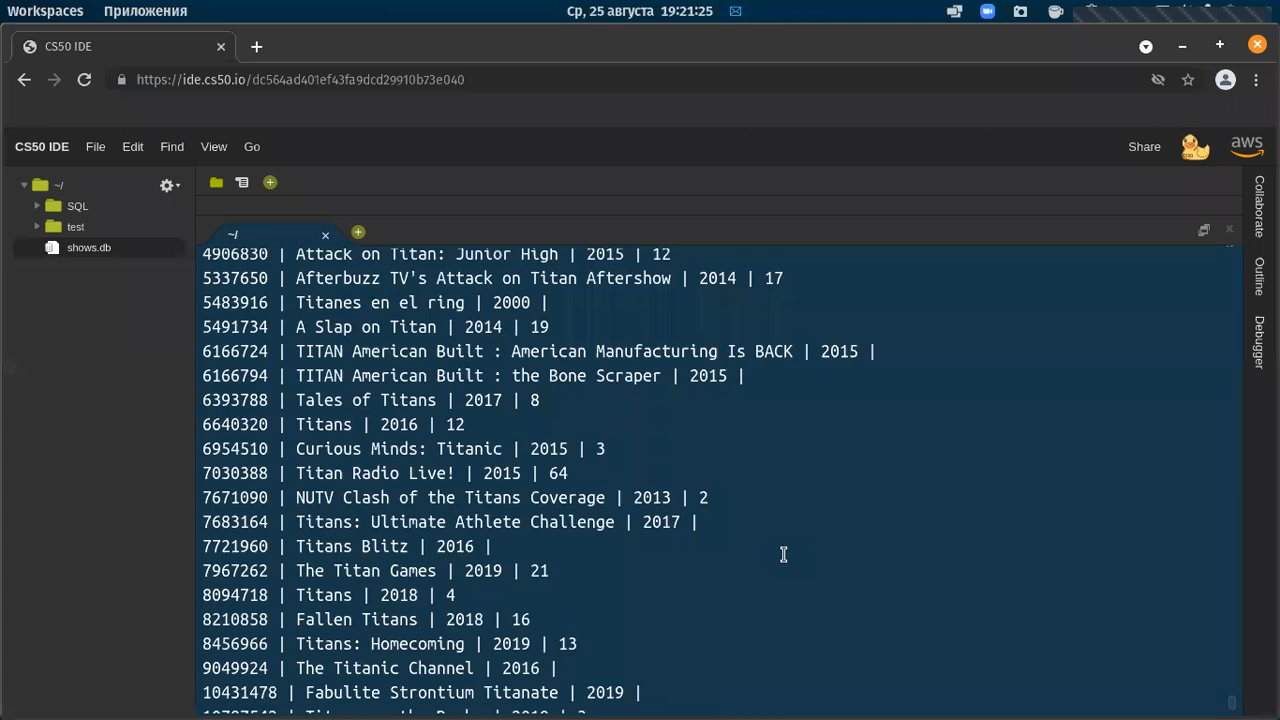 Workspaces Приложения Ср, 25 августа 19:21:25
CS50 IDE
https://ide.cs50.io/dc564ad401ef43fa9dcd29910b73e040
CS50 IDE File Edit Find View Go Share aws
~/
SQL
test
shows.db
~/
4906830 | Attack on Titan: Junior High | 2015 | 12
5337650 | Afterbuzz TV's Attack on Titan Aftershow | 2014 | 17
5483916 | Titanes en el ring | 2000 |
5491734 | A Slap on Titan | 2014 | 19
6166724 | TITAN American Built : American Manufacturing Is BACK | 2015 |
6166794 | TITAN American Built : the Bone Scraper | 2015 |
6393788 | Tales of Titans | 2017 | 8
6640320 | Titans | 2016 | 12
6954510 | Curious Minds: Titanic | 2015 | 3
7030388 | Titan Radio Live! | 2015 | 64
7671090 | NUTV Clash of the Titans Coverage | 2013 | 2
7683164 | Titans: Ultimate Athlete Challenge | 2017 |
7721960 | Titans Blitz | 2016 |
7967262 | The Titan Games | 2019 | 21
8094718 | Titans | 2018 | 4
8210858 | Fallen Titans | 2018 | 16
8456966 | Titans: Homecoming | 2019 | 13
9049924 | The Titanic Channel | 2016 |
10431478 | Fabulite Strontium Titanate | 2019 |
Collaborate
Outline
Debugger